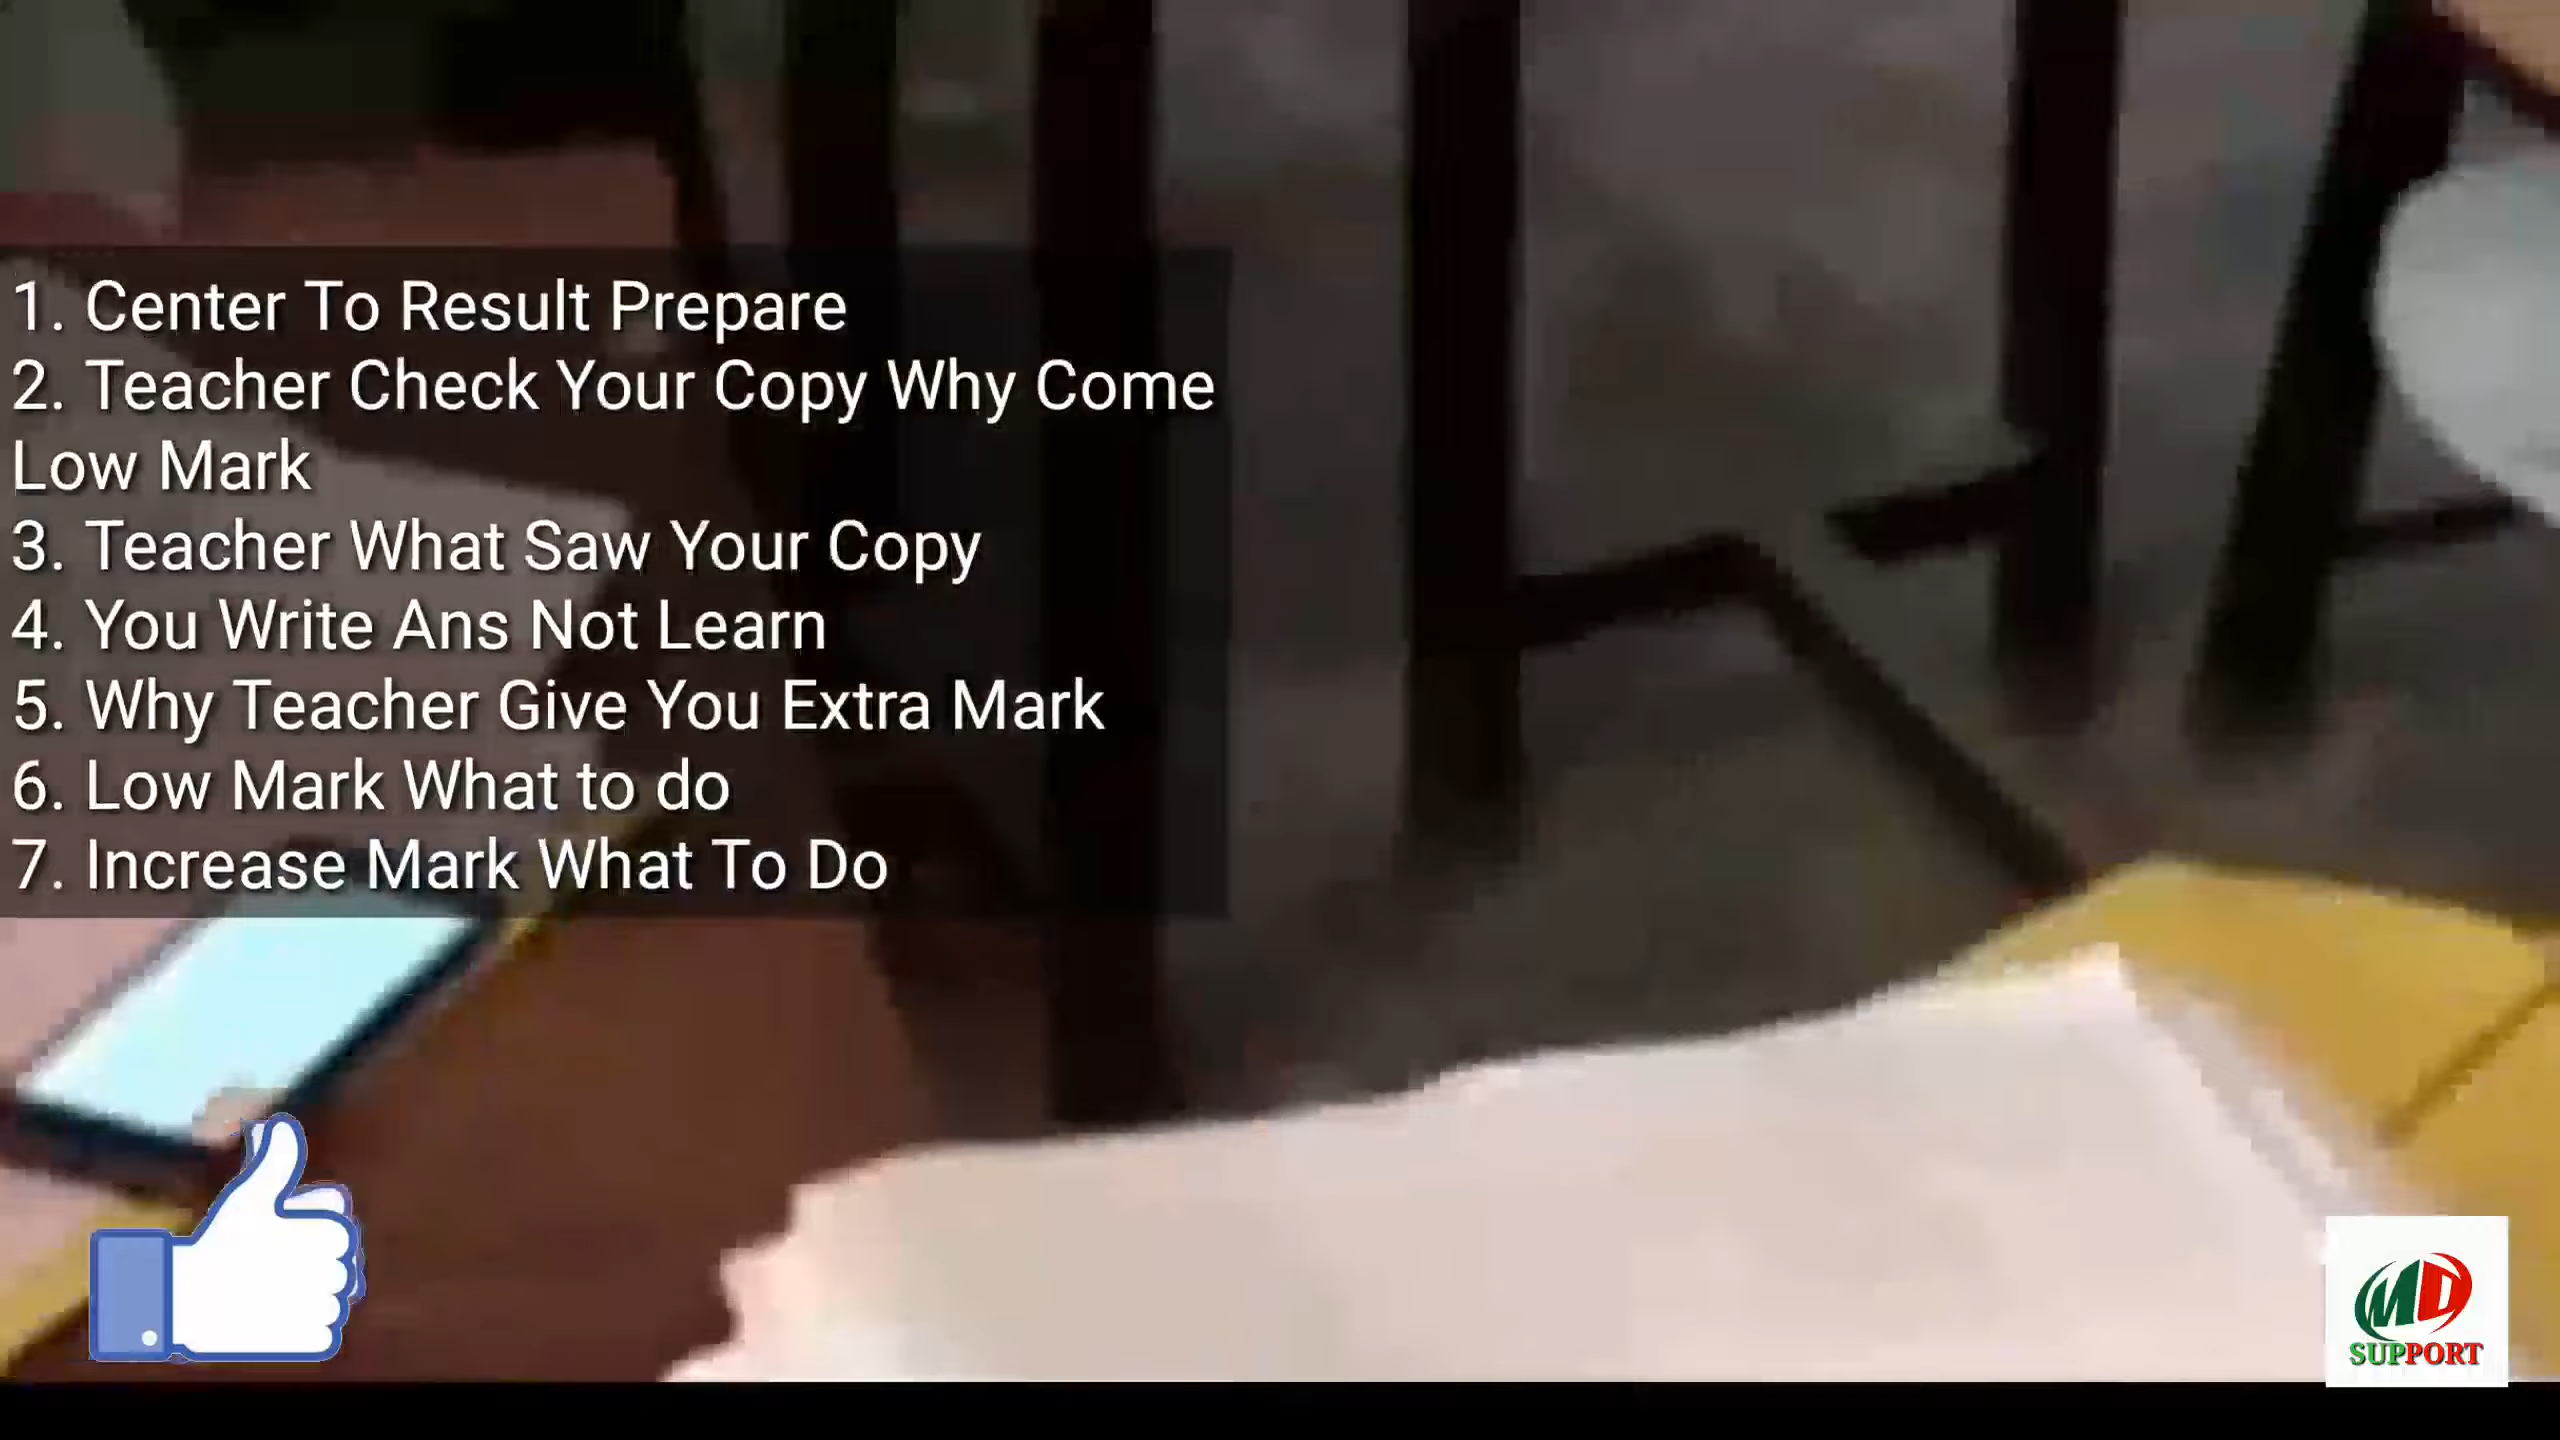 1. Center To Result Prepare
2. Teacher Check Your Copy Why Come
Low Mark
3. Teacher What Saw Your Copy
4. You Write Ans Not Learn
5. Why Teacher Give You Extra Mark
6. Low Mark What to do
7. Increase Mark What To Do
MD
SUPPORT